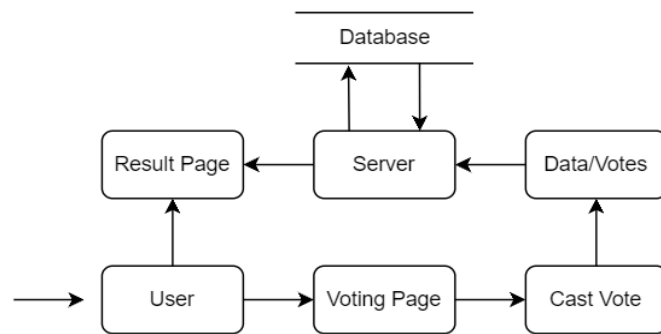 Database
Result Page
Server
Data/Votes
User
Voting Page
Cast Vote